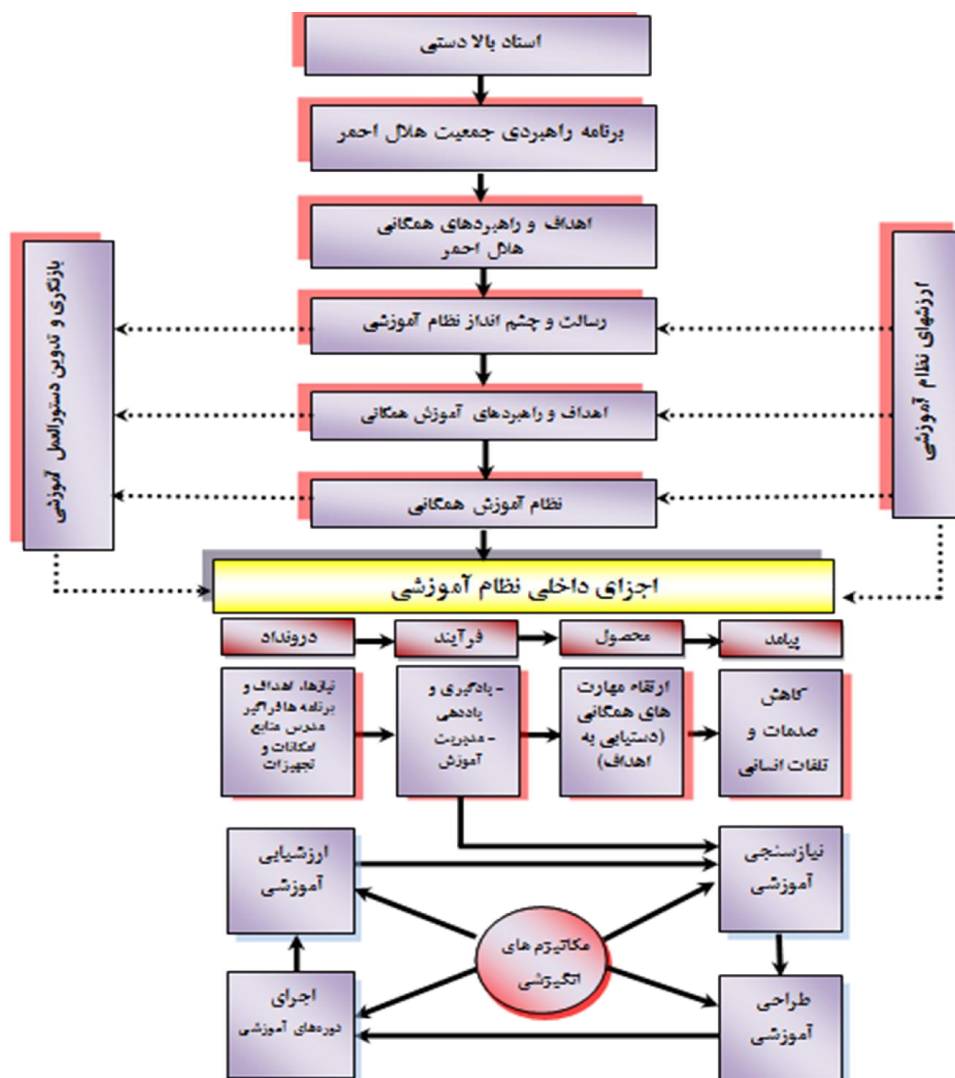 اسناد بالا دستی
برنامه راهبردی جمعیت هلال احمر
اهداف و راهبردهای همگانی
هلال احمر
رسالت و چشم انداز نظام آموزشی
اهداف و راهبردهای آموزش همگانی
نظام آموزش همگانی
ارزشهای نظام آموزشی
بازنگری و تدوین دستورالعمل آموزشی
اجزای داخلی نظام آموزشی
درونداد
فرآیند
محصول
پیامد
نیازها، اهداف و
برنامه ها فراگیر
مدرس منابع
امکانات و
تجهیزات
- یادگیری و
یاددهی
- مدیریت
آموزش
ارتقاء مهارت
های همگانی
(دستیابی به
اهداف)
کاهش
صدمات و
تلفات انسانی
ارزشیابی
آموزشی
نیازسنجی
آموزشی
مکانیزم های
انگیزشی
اجرای
دوره‌های آموزشی
طراحی
آموزشی